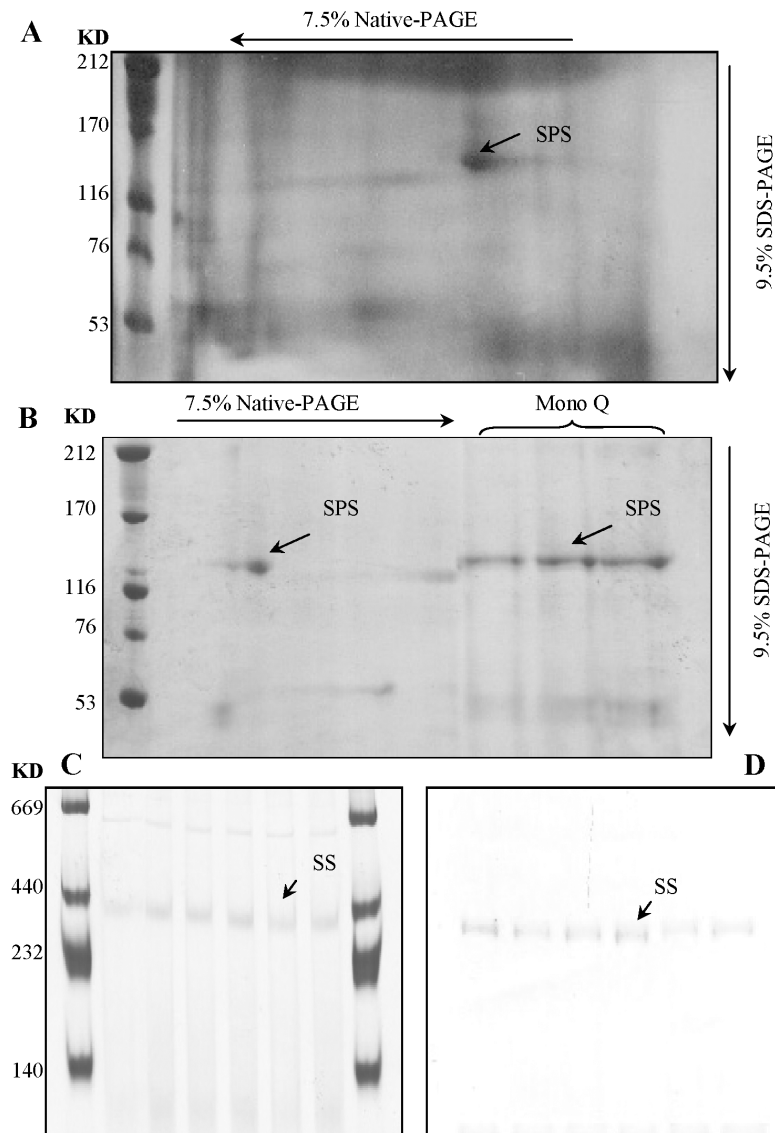 7.5% Native-PAGE
A
KD
212
170
116
76
53
SPS
9.5% SDS-PAGE
B
KD
7.5% Native-PAGE
Mono Q
212
170
116
76
53
SPS
SPS
9.5% SDS-PAGE
KD
C
D
669
440
232
140
SS
SS